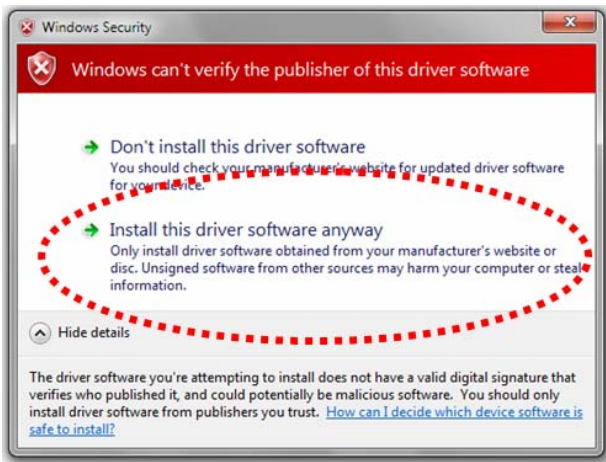 Windows Security
Windows can't verify the publisher of this driver software
Don't install this driver software
You should check your manufacturer's website for updated driver software
for your device.
Install this driver software anyway
Only install driver software obtained from your manufacturer's website or
disc. Unsigned software from other sources may harm your computer or steal
information.
Hide details
The driver software you're attempting to install does not have a valid digital signature that
verifies who published it, and could potentially be malicious software.  You should only
install driver software from publishers you trust.  How can I decide which device software is
safe to install?